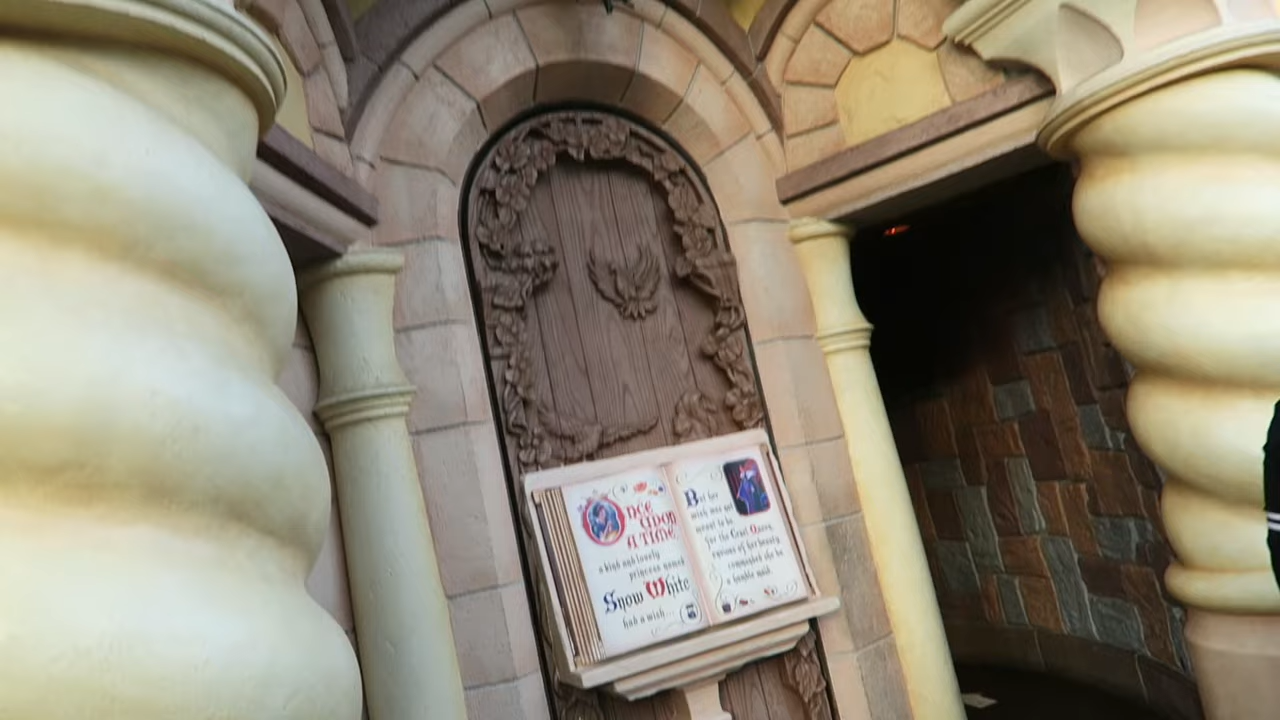 Once
Upon
A Time
a kind and lovely
princess named
Snow White
had a wish...
But her
wish was not
meant to be
for the Cruel Queen,
envious of her beauty,
commanded she be
a humble maid.